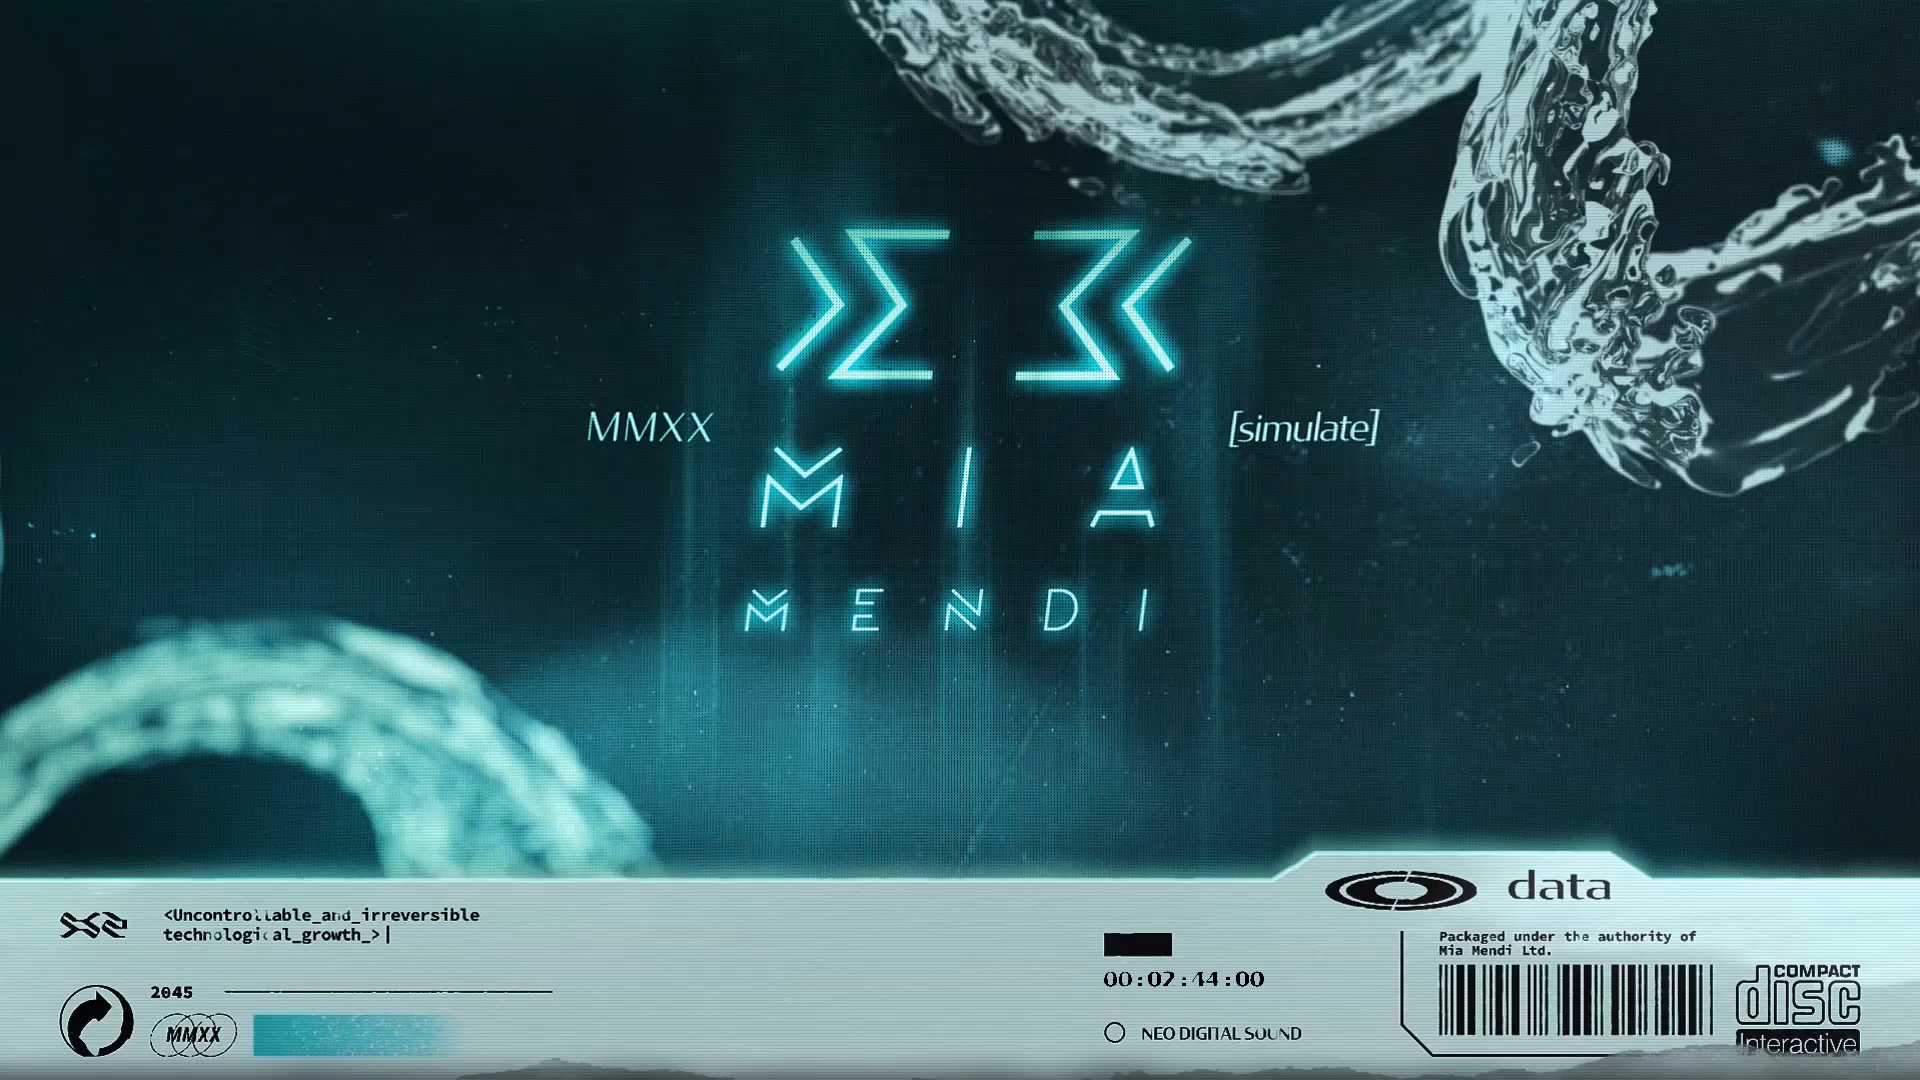 MMXX
[simulate]
MIA
MENDI
data
<Uncontrollable_and_irreversible
technological_growth_>|
Packaged under the authority of
Mia Mendi Ltd.
00:02:44:00
2045
MMXX
NEO DIGITAL SOUND
COMPACT
disc
Interactive